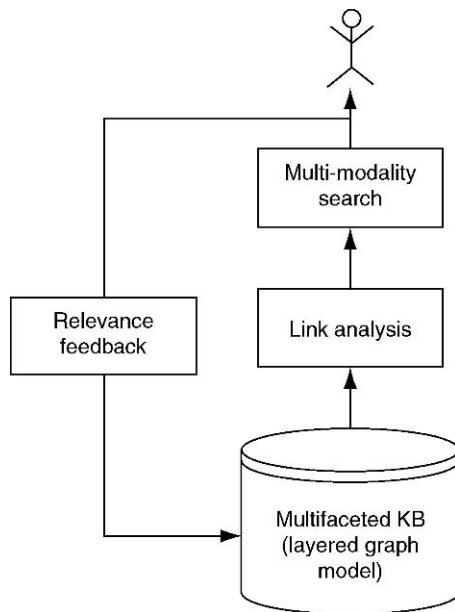 Multi-modality
search
Relevance
feedback
Link analysis
Multifaceted KB
(layered graph
model)